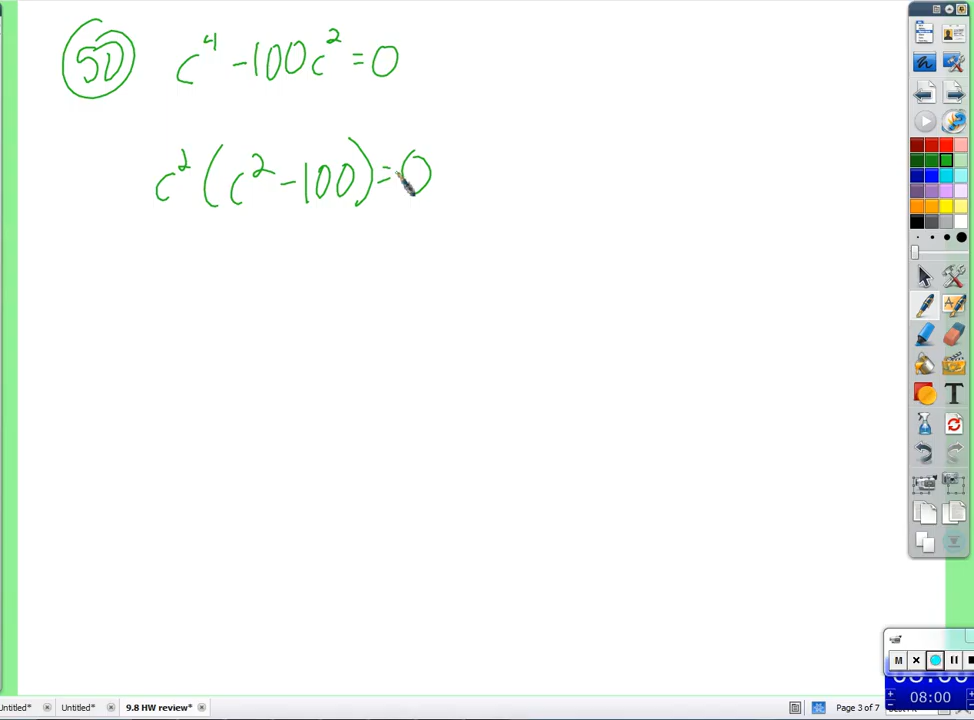 50 c⁴ -100c² = 0
c² (c² -100) = 0
M
08:00
Untitled*
Untitled*
9.8 HW review*
Page 3 of 7